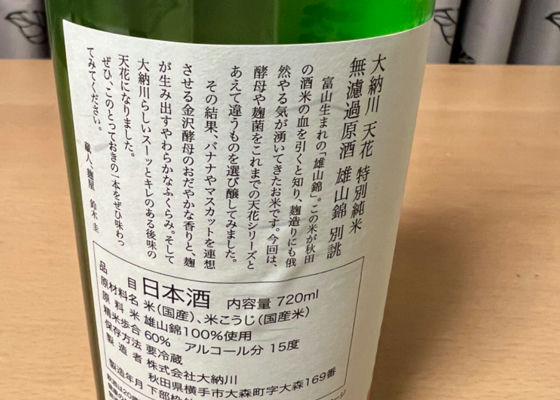 大納川 天花 特別純米
無濾過原酒 雄山錦 別誂
富山生まれの「雄山錦」。この米が秋田
の酒米の血を引くと知り、麹造りにも俄
然やる気が湧いてきたお米です。今回は、
酵母や麹菌をこれまでの天花シリーズと
あえて違うものを選び醸してみました。
その結果、バナナやマスカットを連想
させる金沢酵母のおだやかな香りと、麹
が生み出すやわらかなふくらみ。そして
大納川らしいスーッとキレのある後味の
天花になりました。
ぜひ、このとっておきの一本をぜひ味わっ
てみてください。
蔵人 麹屋 鈴木 圭
品目 日本酒 内容量 720ml
原材料名 米(国産)、米こうじ(国産米)
原料米 雄山錦100%使用
精米歩合 60% アルコール分 15度
保存方法 要冷蔵
製造者 株式会社大納川
秋田県横手市大森町字大森169番
製造年月 下部枠外